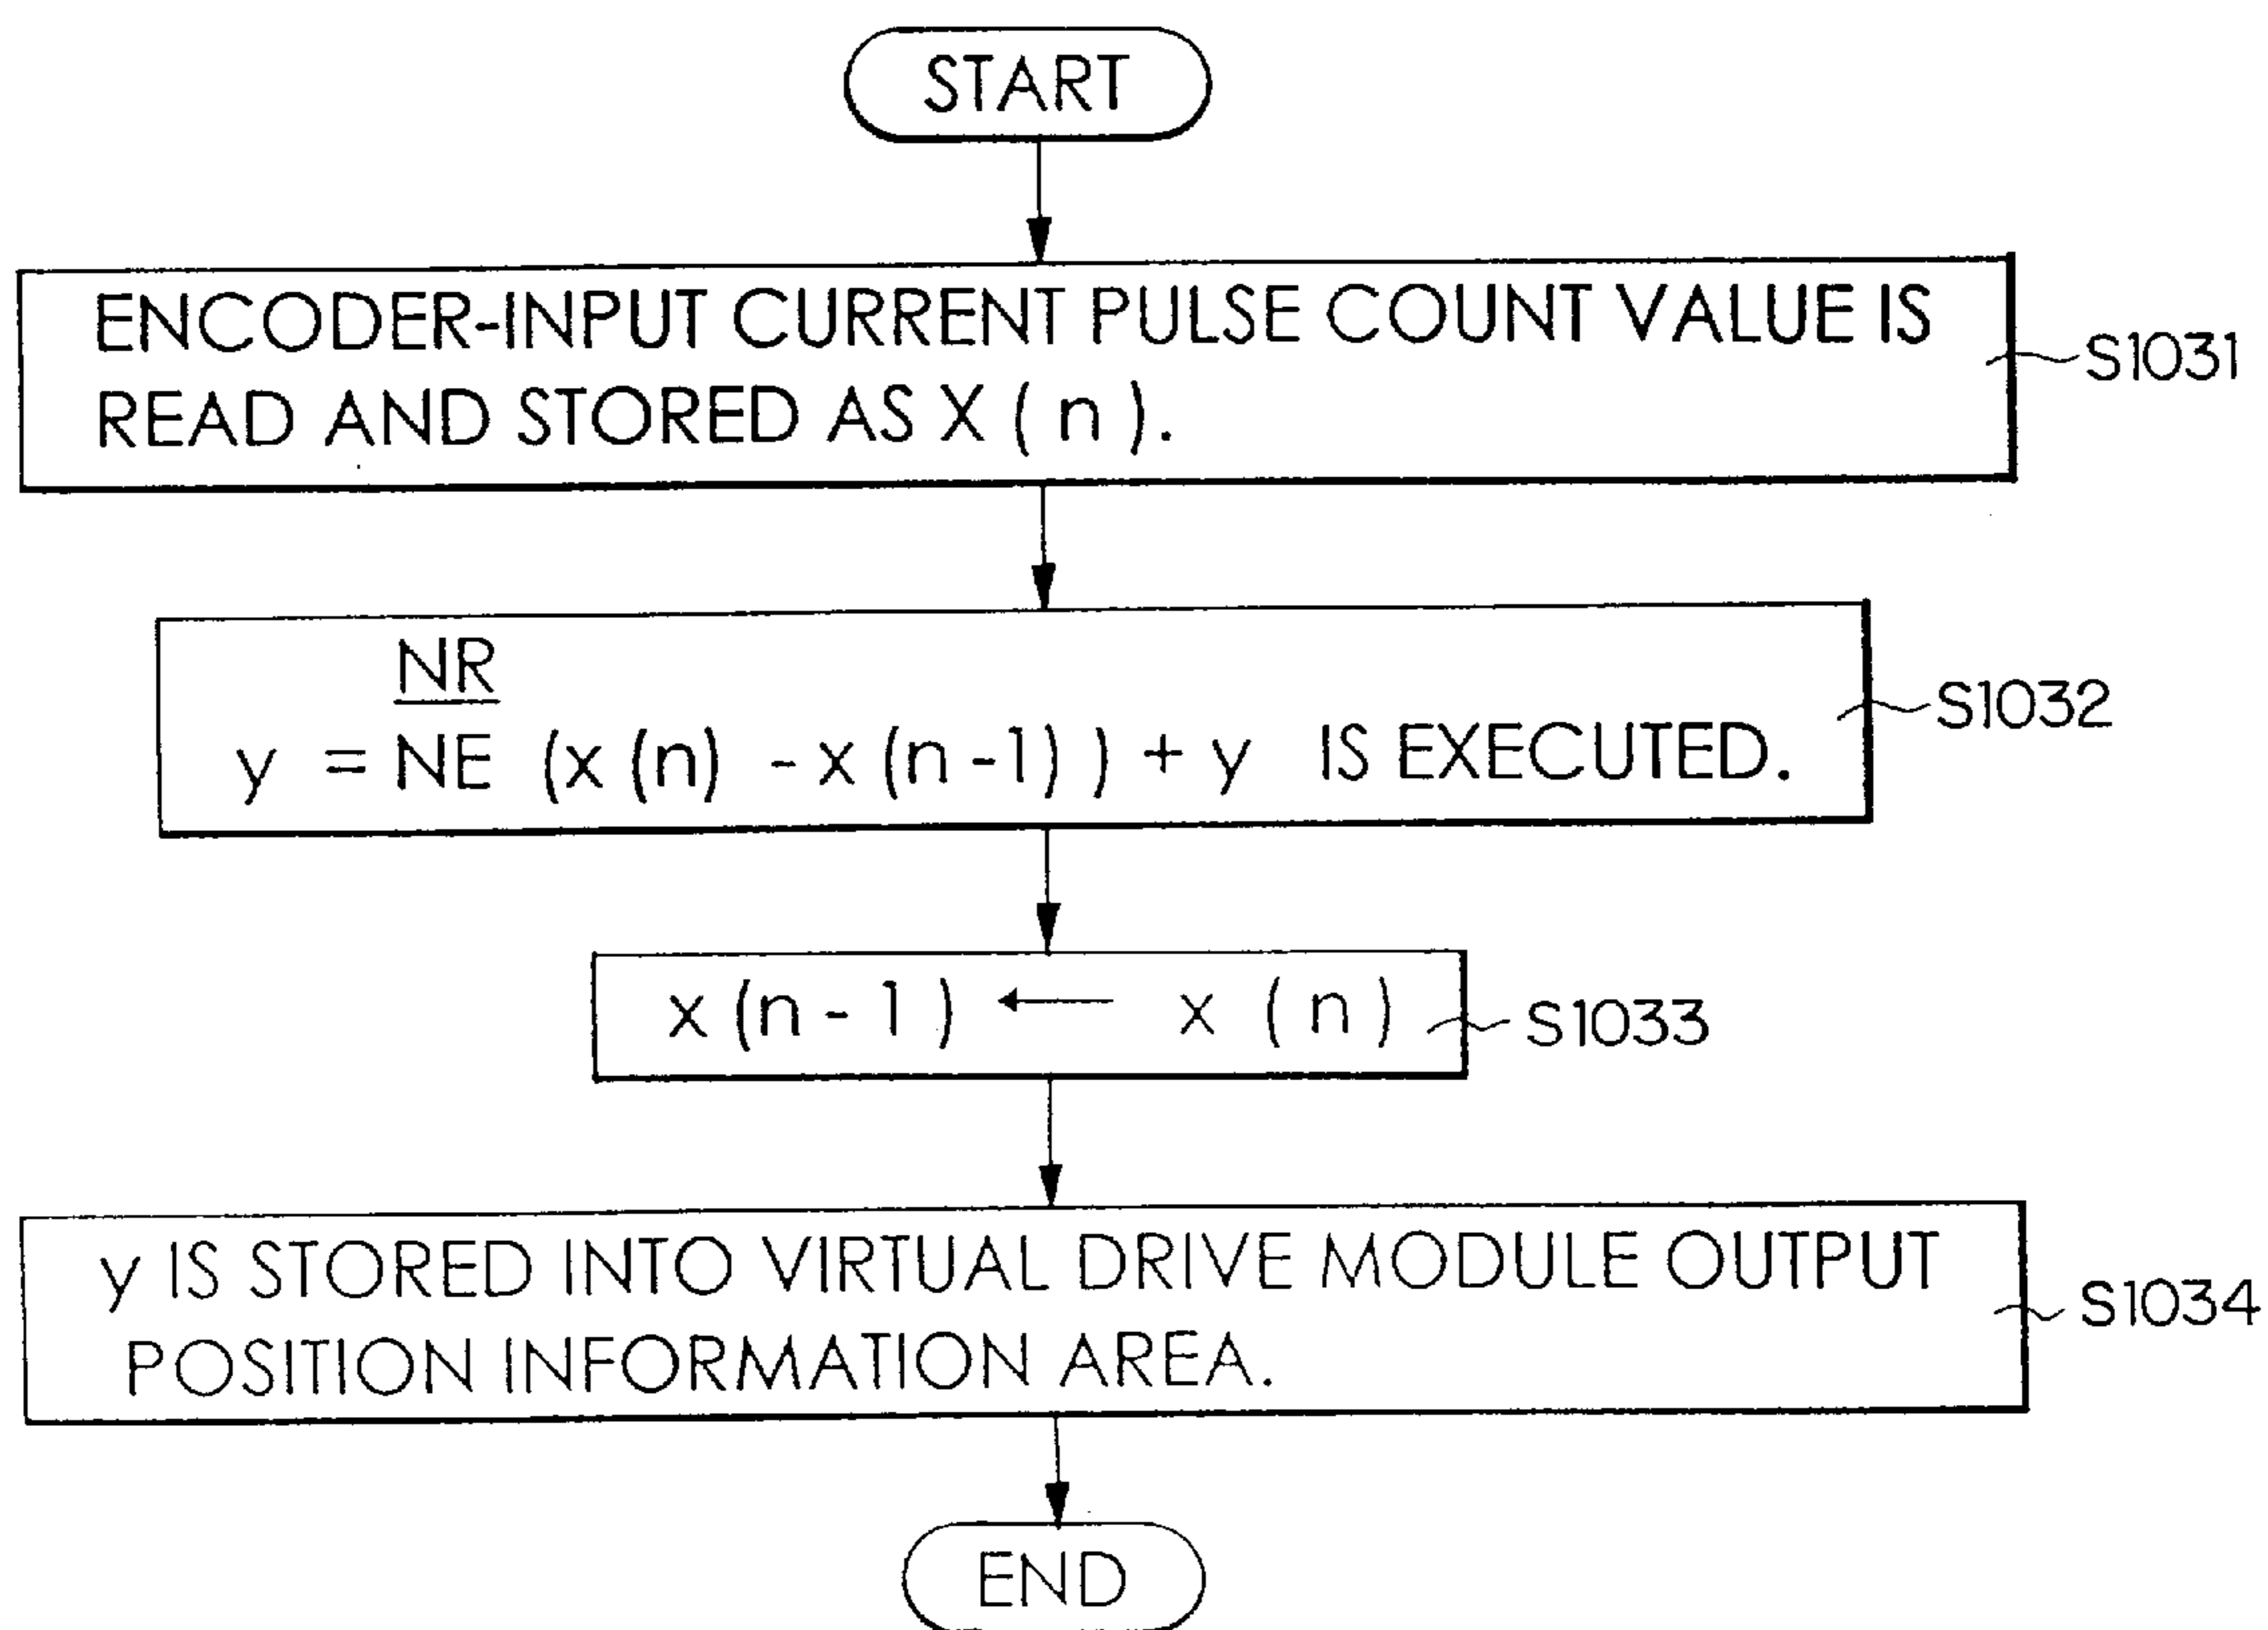 START
ENCODER-INPUT CURRENT PULSE COUNT VALUE IS
READ AND STORED AS X ( n ).
S1031
NR
y = NE (x (n) - x (n -1) ) + y IS EXECUTED.
S1032
x (n - 1 ) ← x ( n )
S1033
y IS STORED INTO VIRTUAL DRIVE MODULE OUTPUT
POSITION INFORMATION AREA.
S1034
END